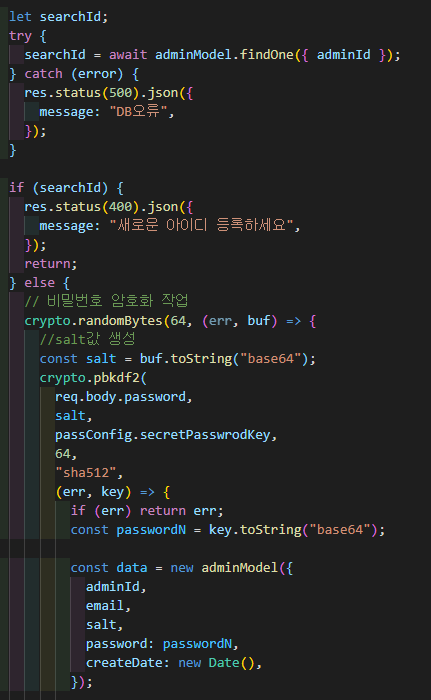 let searchId;
try {
  searchId = await adminModel.findOne({ adminId });
} catch (error) {
  res.status(500).json({
    message: "DB오류",
  });
}
if (searchId) {
  res.status(400).json({
    message: "새로운 아이디 등록하세요",
  });
  return;
} else {
  // 비밀번호 암호화 작업
  crypto.randomBytes(64, (err, buf) => {
    //salt값 생성
    const salt = buf.toString("base64");
    crypto.pbkdf2(
      req.body.password,
      salt,
      passConfig.secretPasswrodKey,
      64,
      "sha512",
      (err, key) => {
        if (err) return err;
        const passwordN = key.toString("base64");
        const data = new adminModel({
          adminId,
          email,
          salt,
          password: passwordN,
          createDate: new Date(),
        });